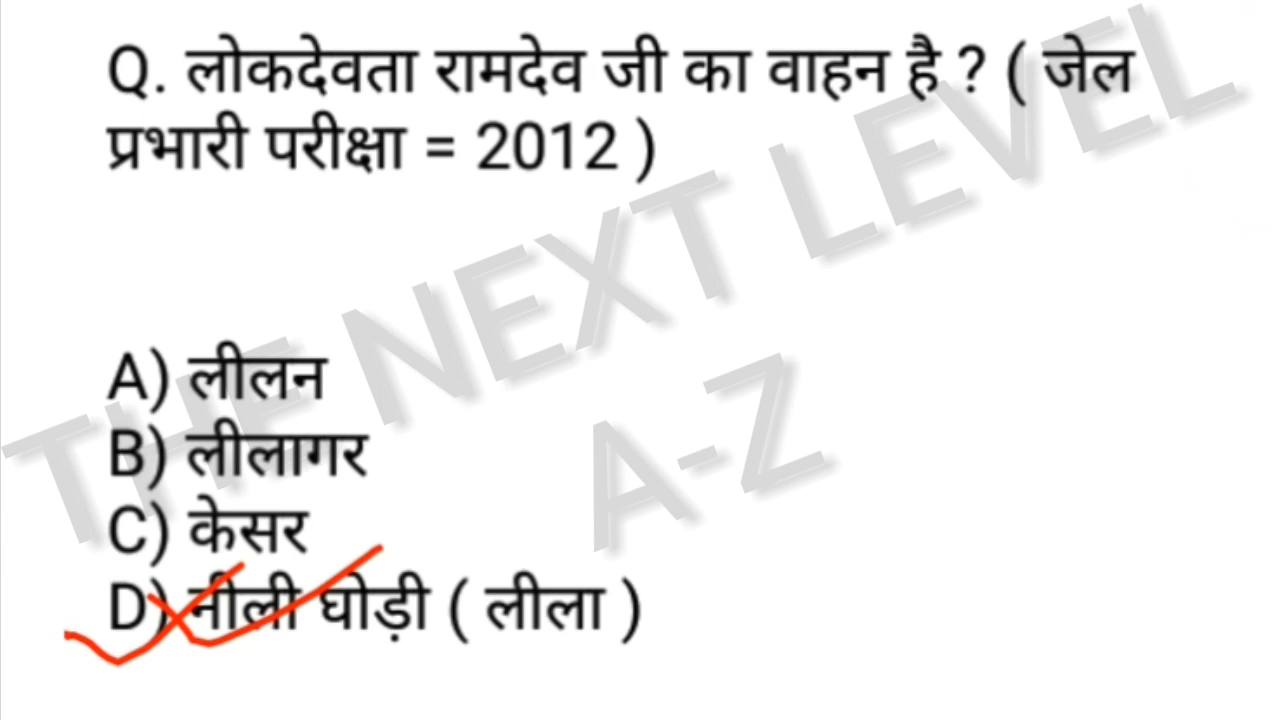 Q. लोकदेवता रामदेव जी का वाहन है ? ( जेल
प्रभारी परीक्षा = 2012 )
THE NEXT LEVEL
A-Z
A) लीलन
B) लीलागर
C) केसर
D) नीली घोड़ी ( लीला )